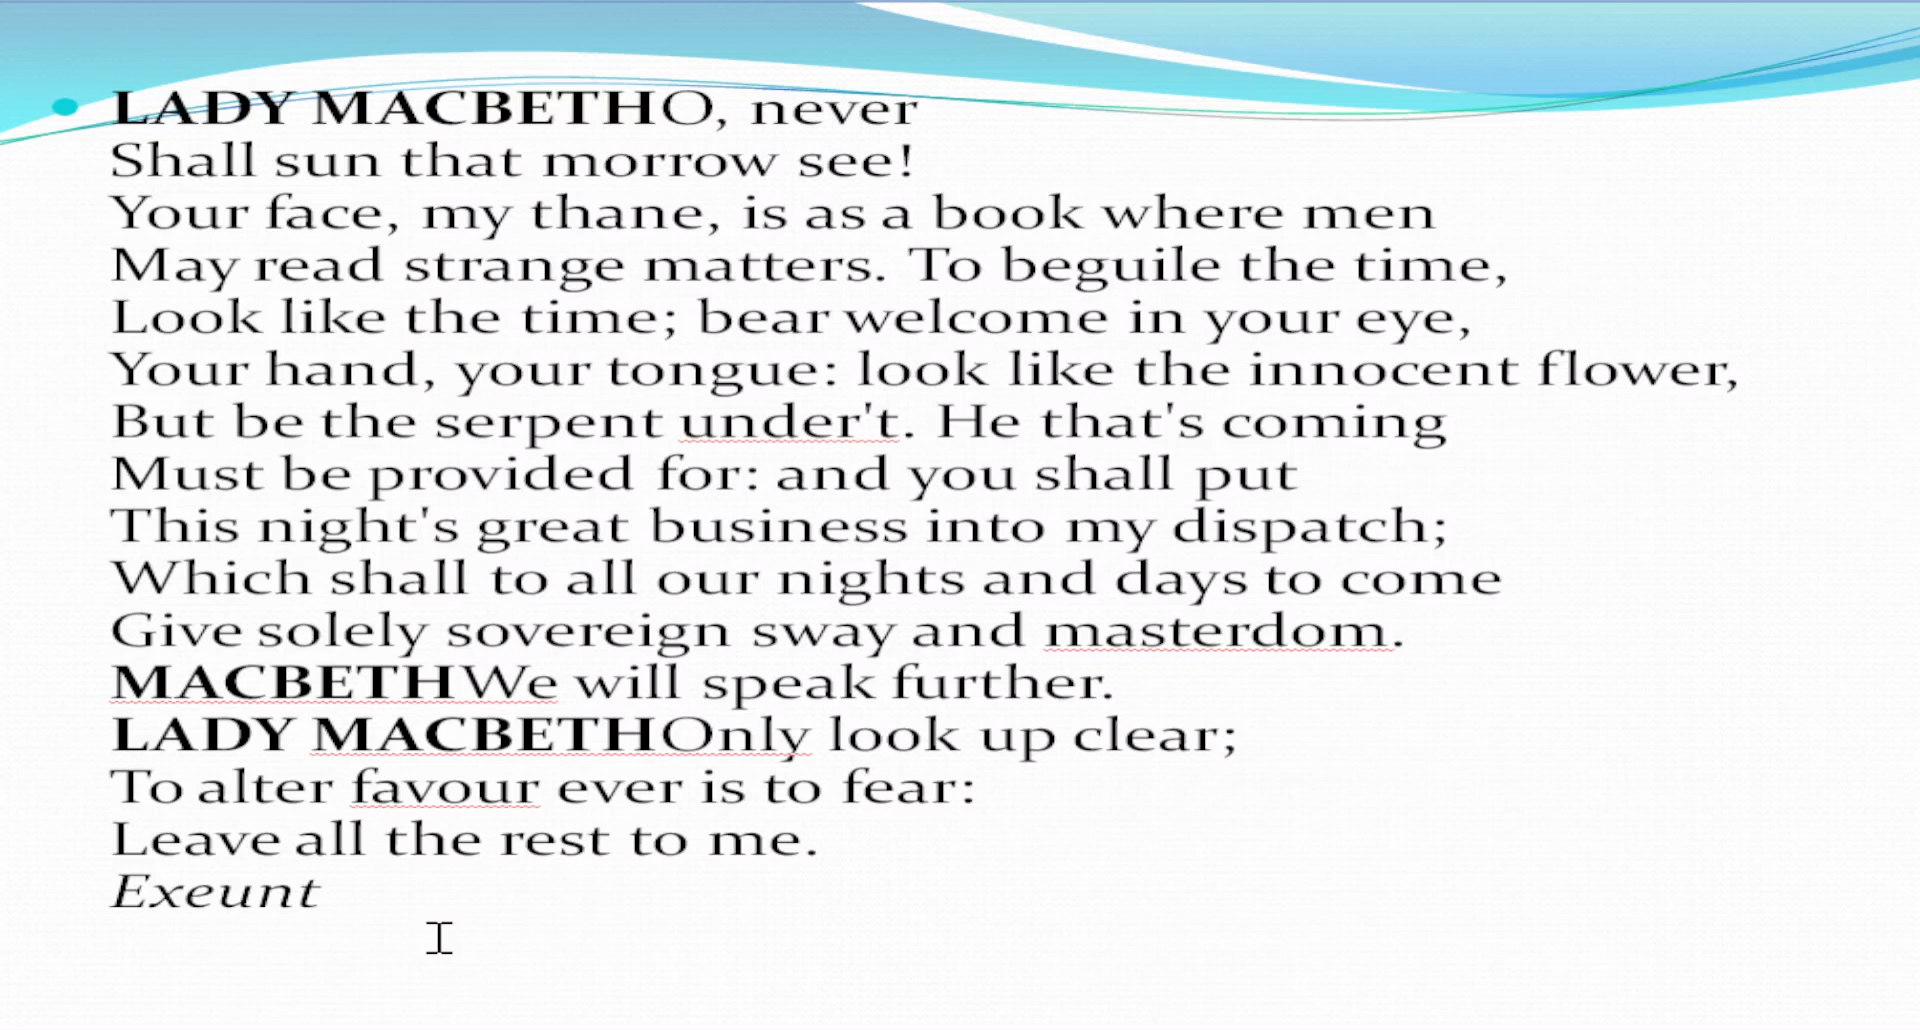 LADY MACBETHO, never
Shall sun that morrow see!
Your face, my thane, is as a book where men
May read strange matters. To beguile the time,
Look like the time; bear welcome in your eye,
Your hand, your tongue: look like the innocent flower,
But be the serpent under't. He that's coming
Must be provided for: and you shall put
This night's great business into my dispatch;
Which shall to all our nights and days to come
Give solely sovereign sway and masterdom.
MACBETHWe will speak further.
LADY MACBETHOnly look up clear;
To alter favour ever is to fear:
Leave all the rest to me.
Exeunt